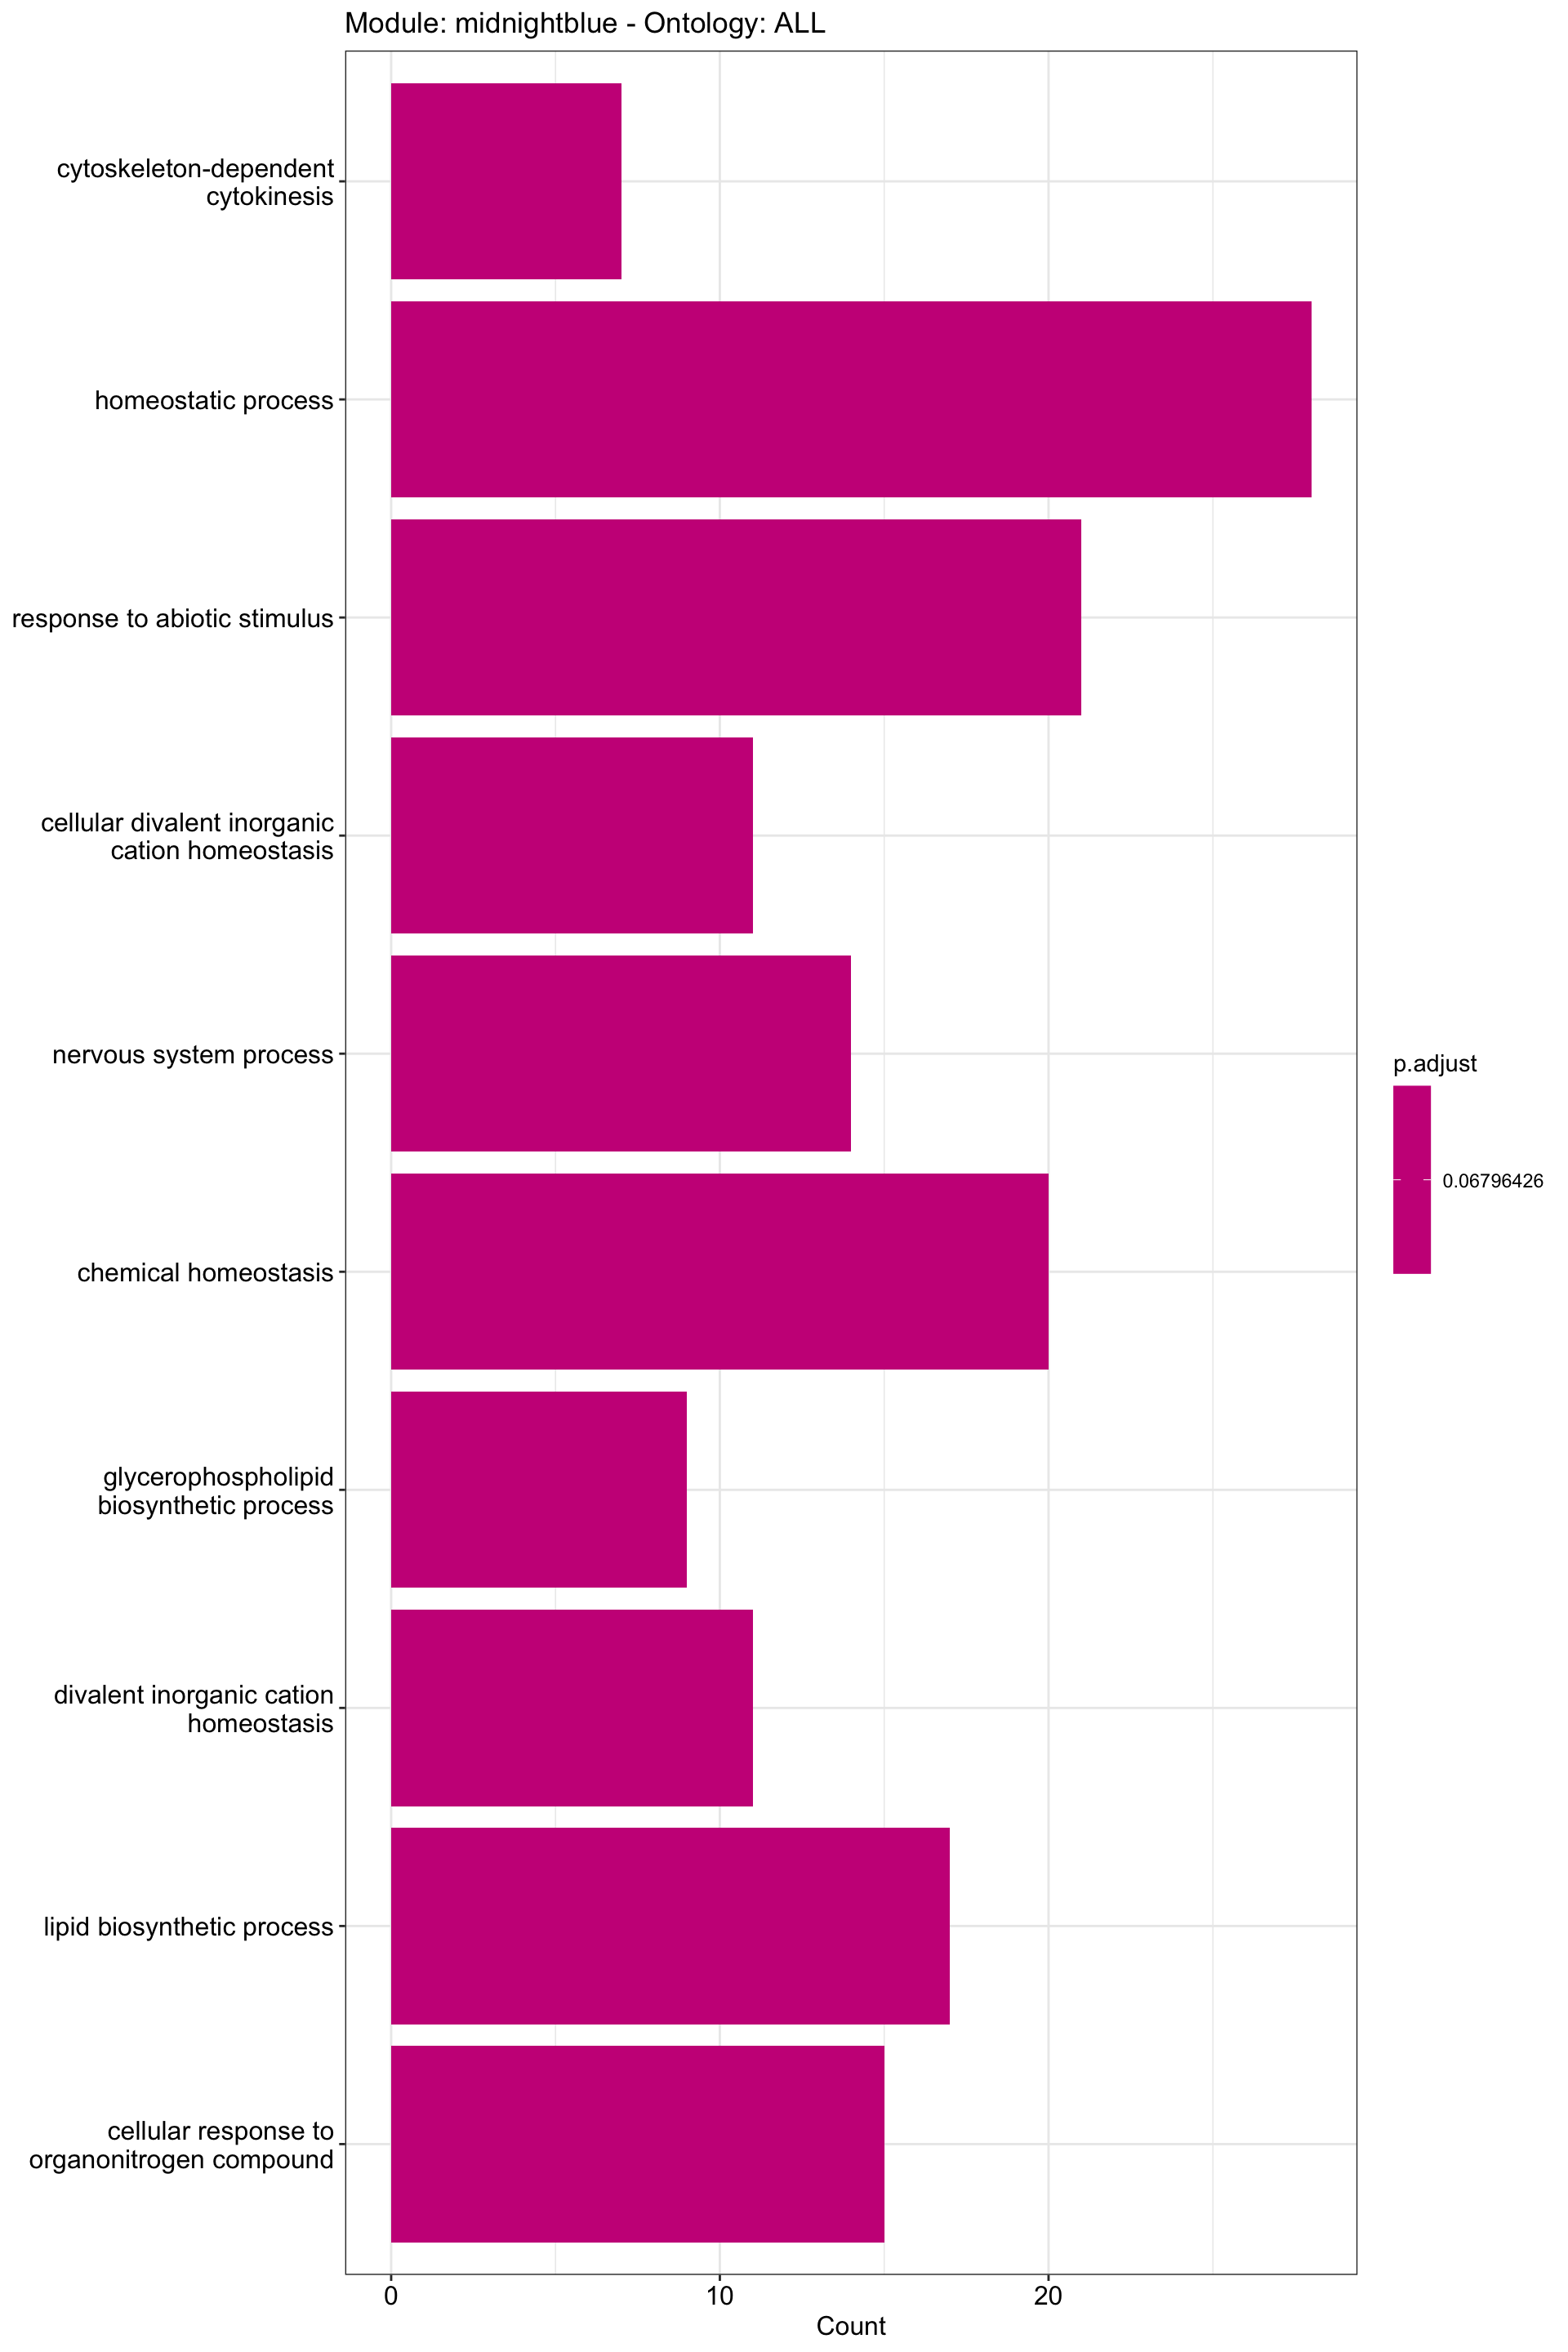 Module: midnightblue - Ontology: ALL
cytoskeleton-dependent
cytokinesis
homeostatic process
response to abiotic stimulus
cellular divalent inorganic
cation homeostasis
nervous system process
chemical homeostasis
glycerophospholipid
biosynthetic process
divalent inorganic cation
homeostasis
lipid biosynthetic process
cellular response to
organonitrogen compound
0 10 20
Count
p.adjust
0.06796426